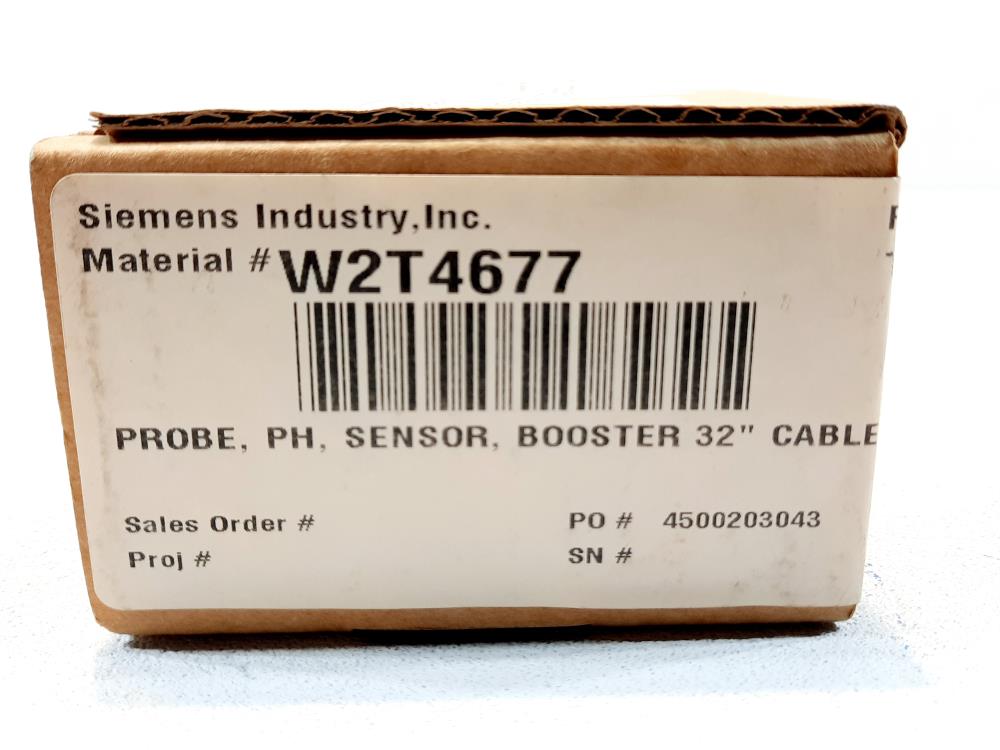 Siemens Industry,Inc.
Material # W2T4677
PROBE, PH, SENSOR, BOOSTER 32" CABLE
Sales Order #
PO # 4500203043
Proj #
SN #